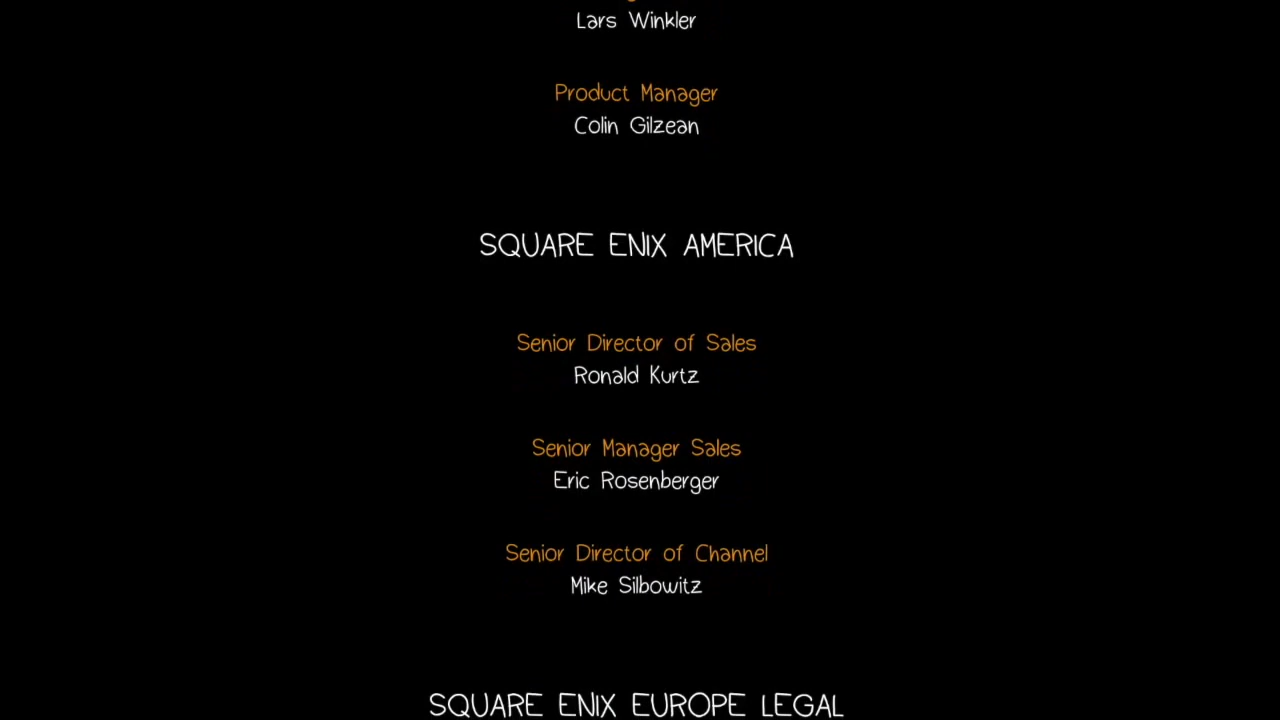 Lars Winkler
Product Manager
Colin Gilzean
SQUARE ENIX AMERICA
Senior Director of Sales
Ronald Kurtz
Senior Manager Sales
Eric Rosenberger
Senior Director of Channel
Mike Silbowitz
SQUARE ENIX EUROPE LEGAL